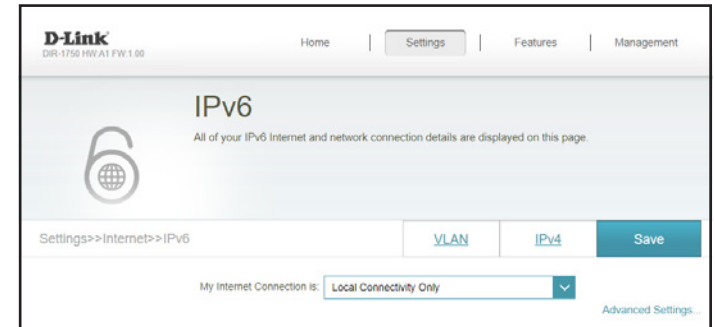 D-Link
DIR-1750 HW:A1 FW:1.00
Home | Settings | Features | Management
IPv6
All of your IPv6 Internet and network connection details are displayed on this page.
Settings>>Internet>>IPv6
VLAN
IPv4
Save
My Internet Connection is: Local Connectivity Only
Advanced Settings...